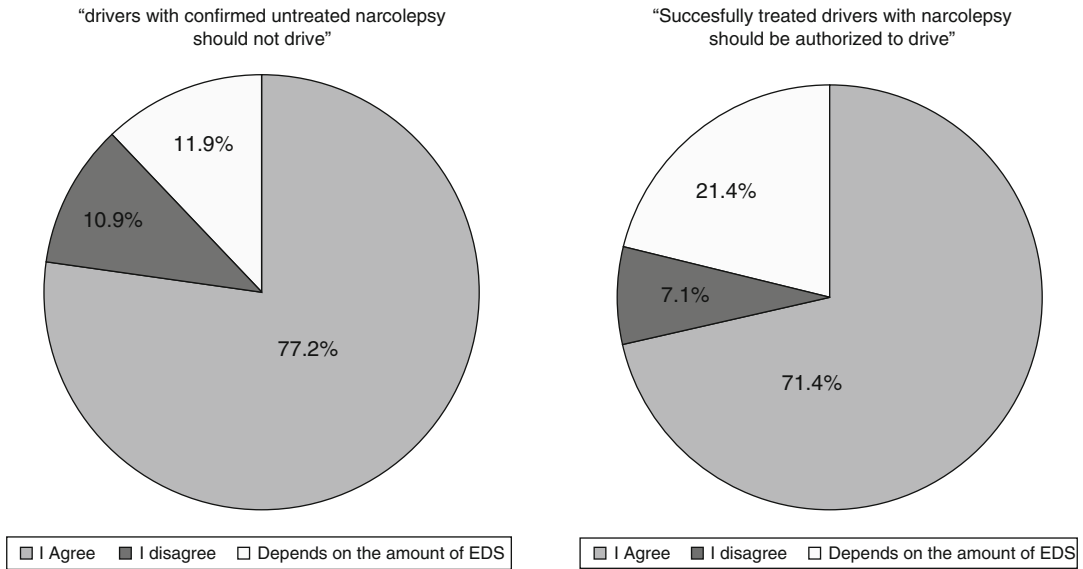 “drivers with confirmed untreated narcolepsy
should not drive”
11.9%
10.9%
77.2%
I Agree I disagree Depends on the amount of EDS
“Succesfully treated drivers with narcolepsy
should be authorized to drive”
21.4%
7.1%
71.4%
I Agree I disagree Depends on the amount of EDS